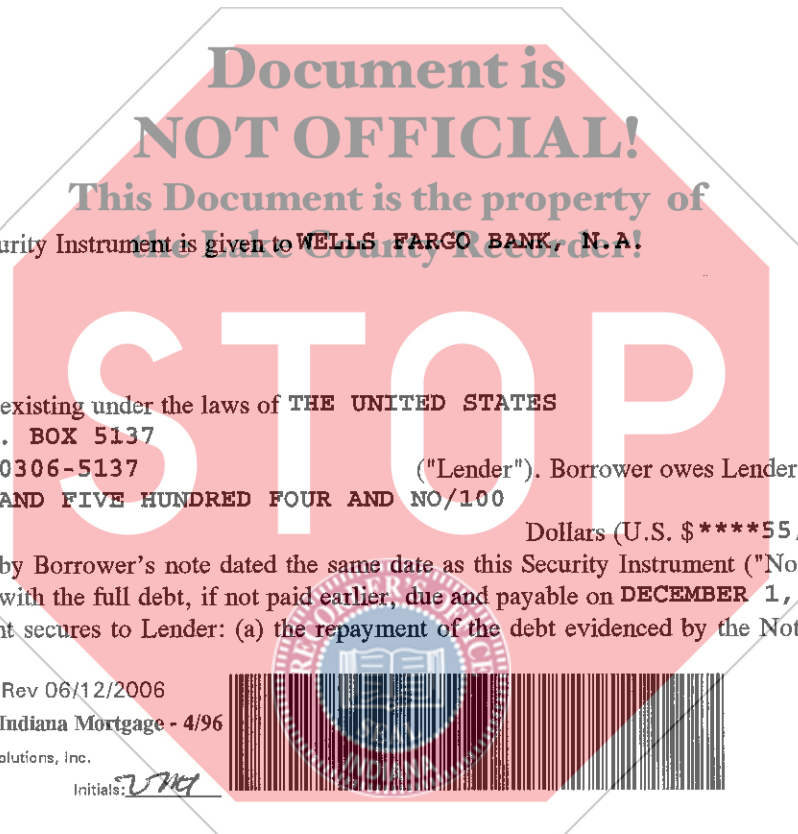 Document is
NOT OFFICIAL!
This Document is the property of
the Lake County Recorder!
urity Instrument is given to WELLS FARGO BANK, N.A.
STOP
existing under the laws of THE UNITED STATES
. BOX 5137
0306-5137 ("Lender"). Borrower owes Lender
AND FIVE HUNDRED FOUR AND NO/100
Dollars (U.S. $****55,
by Borrower's note dated the same date as this Security Instrument ("No
with the full debt, if not paid earlier, due and payable on DECEMBER 1,
nt secures to Lender: (a) the repayment of the debt evidenced by the Not
RECORDER'S OFFICE
SEAL
INDIANA
Rev 06/12/2006
Indiana Mortgage - 4/96
olutions, Inc.
Initials: